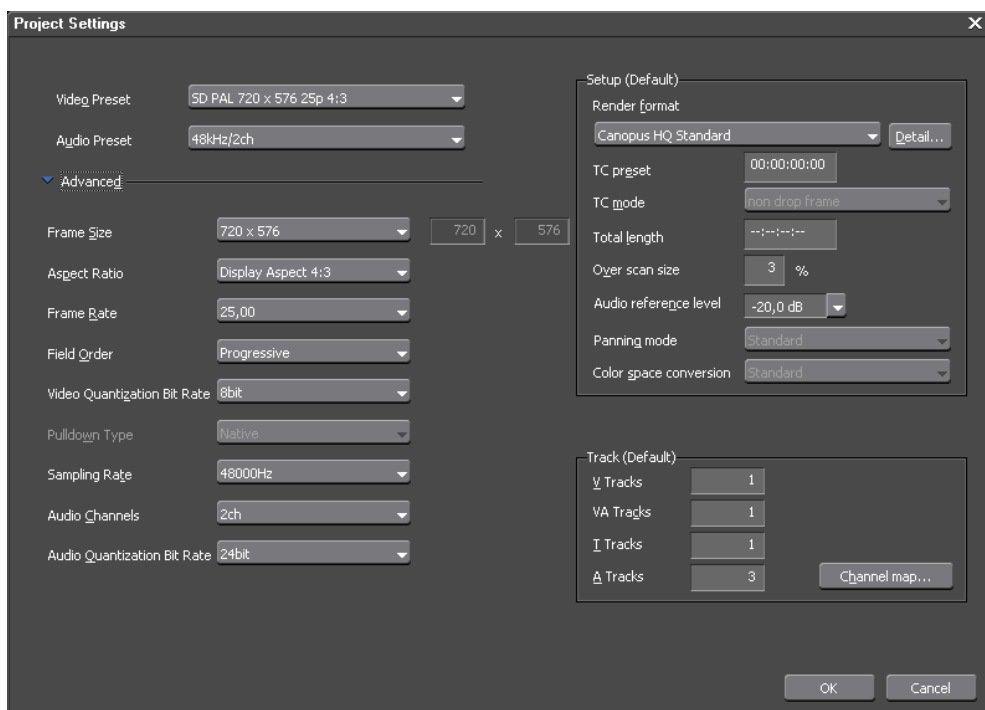 Project Settings
Video Preset SD PAL 720 x 576 25p 4:3
Audio Preset 48kHz/2ch
Advanced
Frame Size 720 x 576 720 x 576
Aspect Ratio Display Aspect 4:3
Frame Rate 25,00
Field Order Progressive
Video Quantization Bit Rate 8bit
Pulldown Type Native
Sampling Rate 48000Hz
Audio Channels 2ch
Audio Quantization Bit Rate 24bit
Setup (Default)
Render format
Canopus HQ Standard Detail...
TC preset 00:00:00:00
TC mode non drop frame
Total length --:--:--:--
Over scan size 3 %
Audio reference level -20,0 dB
Panning mode Standard
Color space conversion Standard
Track (Default)
V Tracks 1
VA Tracks 1
T Tracks 1
A Tracks 3 Channel map...
OK Cancel